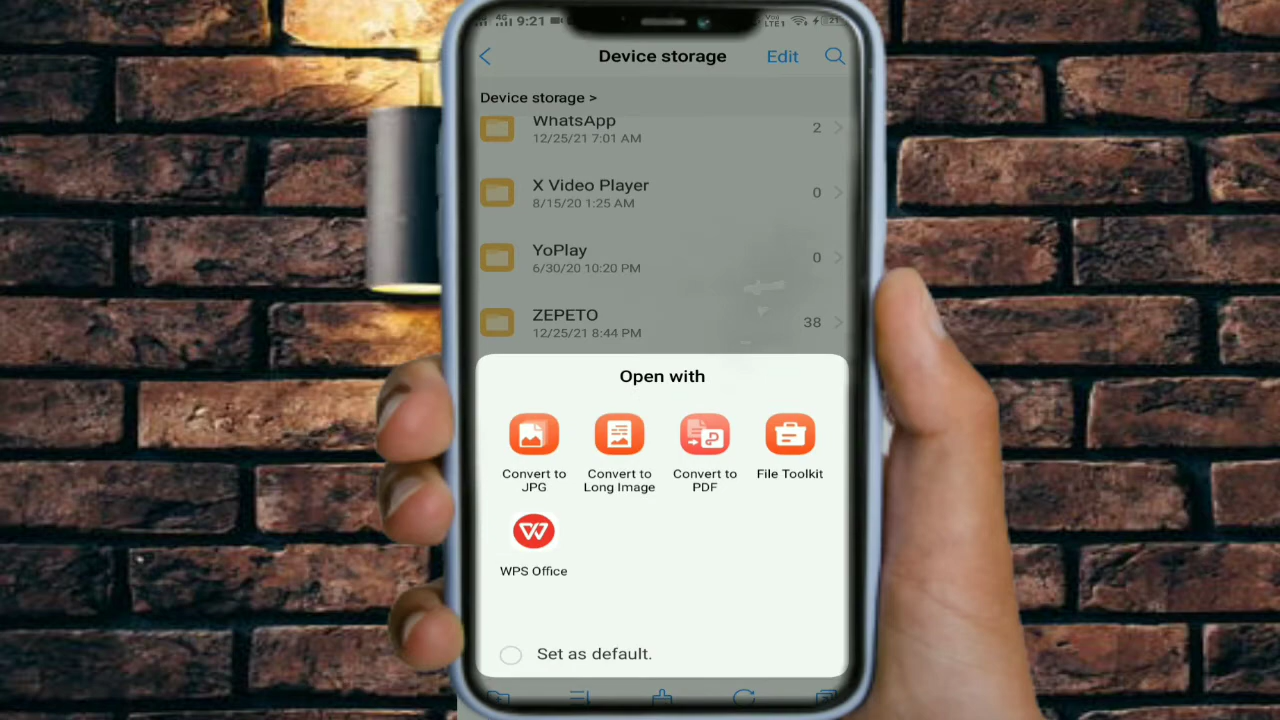 4G 9:21
LTE1
Device storage
Edit
Device storage >
WhatsApp
12/25/21 7:01 AM
2
X Video Player
8/15/20 1:25 AM
0
YoPlay
6/30/20 10:20 PM
0
ZEPETO
12/25/21 8:44 PM
38
Open with
Convert to
JPG
Convert to
Long Image
Convert to
PDF
File Toolkit
WPS Office
Set as default.